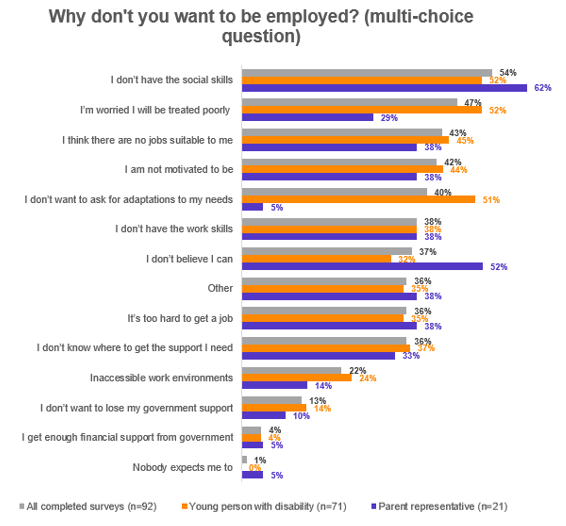 Why don't you want to be employed? (multi-choice
question)
I don't have the social skills
54%
52%
62%
I'm worried I will be treated poorly
47%
52%
29%
I think there are no jobs suitable to me
43%
45%
38%
I am not motivated to be
42%
44%
38%
I don't want to ask for adaptations to my needs
40%
51%
5%
I don't have the work skills
38%
38%
38%
I don't believe I can
37%
32%
52%
Other
36%
35%
38%
It's too hard to get a job
36%
35%
38%
I don't know where to get the support I need
36%
37%
33%
Inaccessible work environments
22%
24%
14%
I don't want to lose my government support
13%
14%
10%
I get enough financial support from government
4%
4%
5%
Nobody expects me to
1%
0%
5%
All completed surveys (n=92) Young person with disability (n=71) Parent representative (n=21)